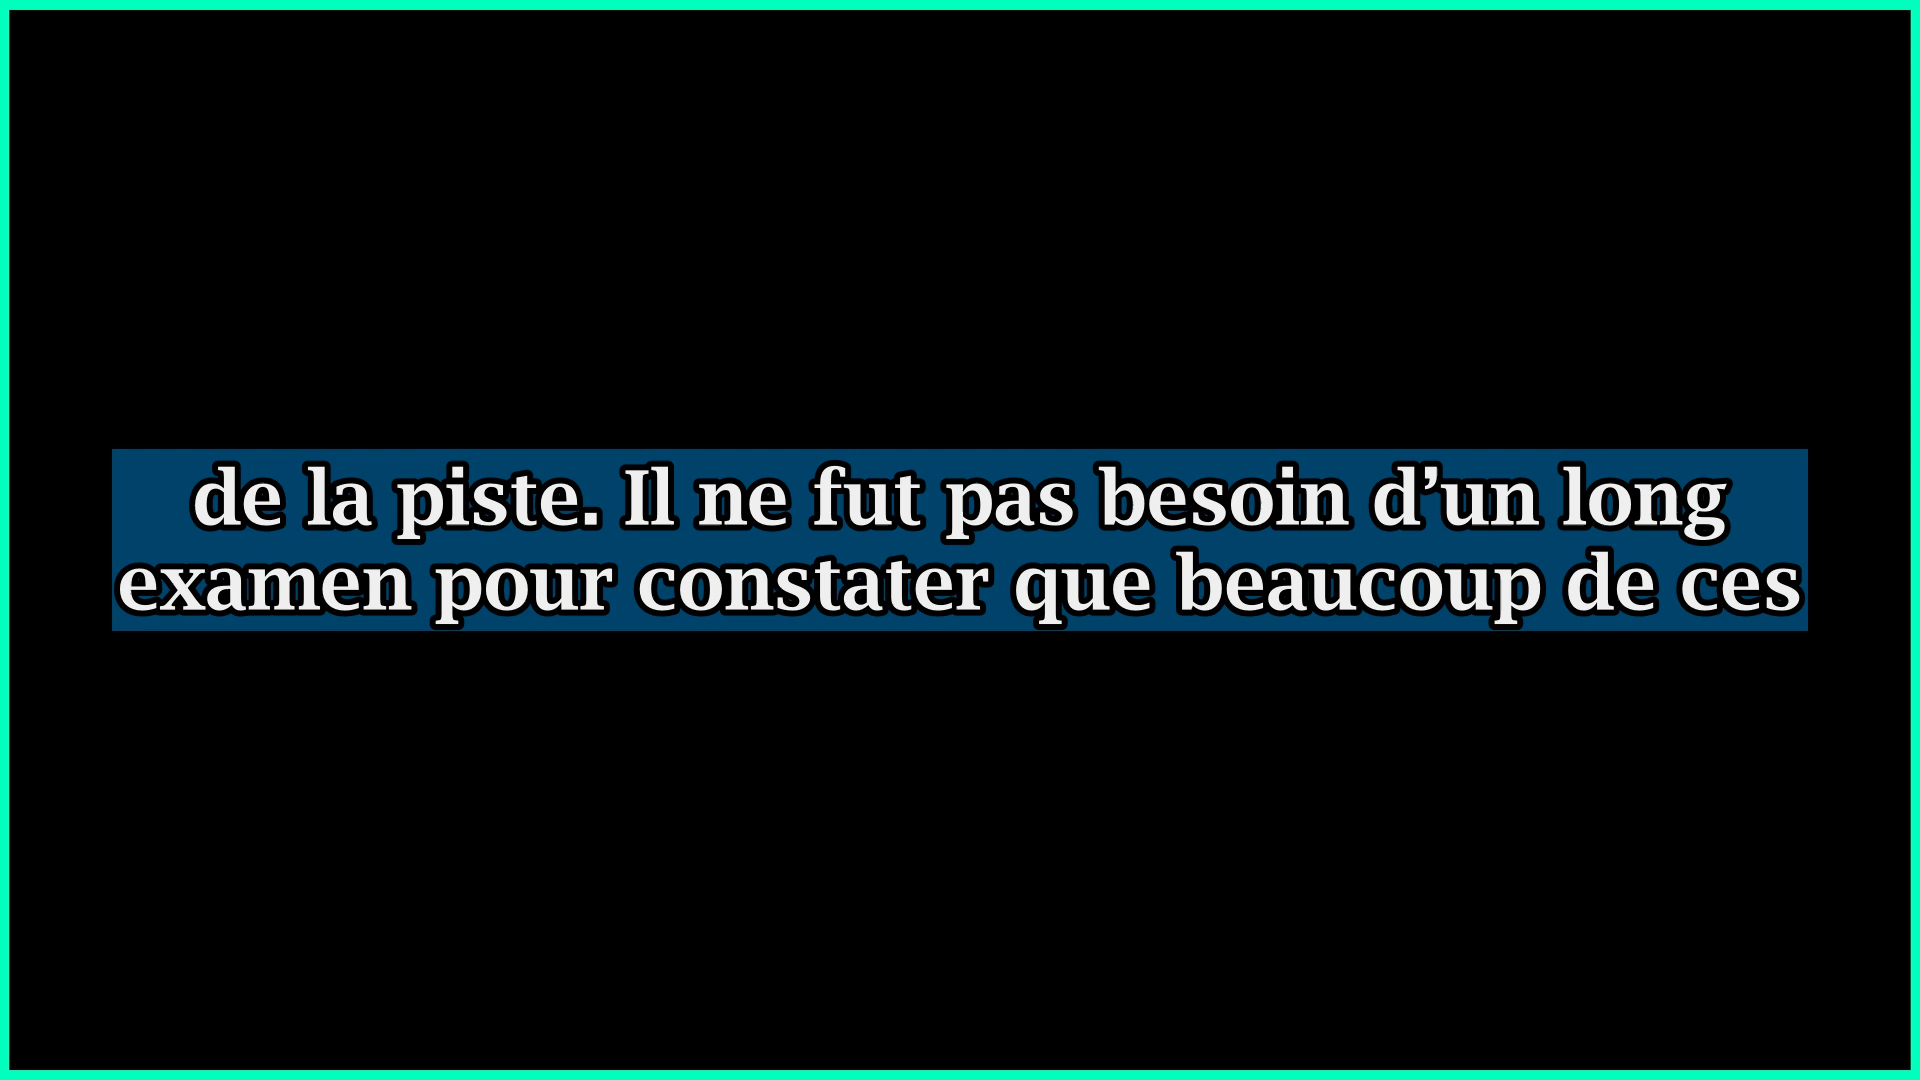 de la piste. Il ne fut pas besoin d’un long
examen pour constater que beaucoup de ces